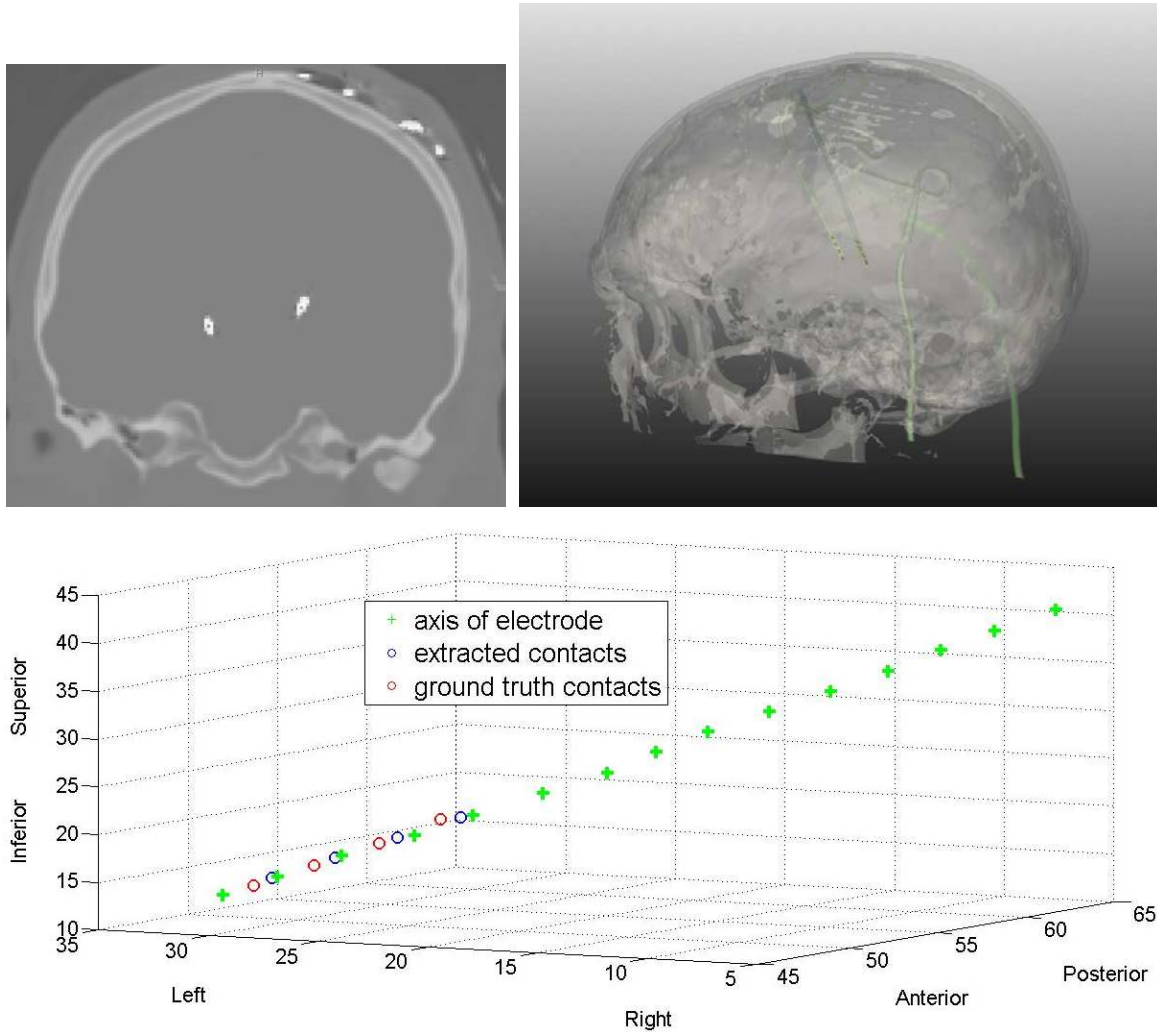 H
axis of electrode
extracted contacts
ground truth contacts
45
40
35
30
25
20
15
10
Superior
Inferior
35
30
25
20
15
10
5
45
50
55
60
65
Left
Right
Anterior
Posterior